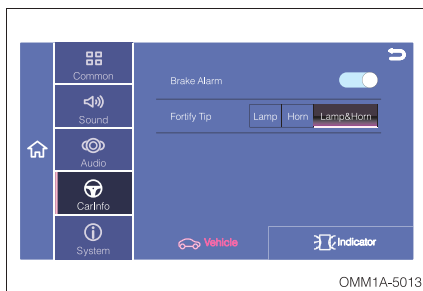 Common
Sound
Audio
CarInfo
System
Brake Alarm
Fortify Tip Lamp Horn Lamp&Horn
Vehicle Indicator
OMM1A-5013